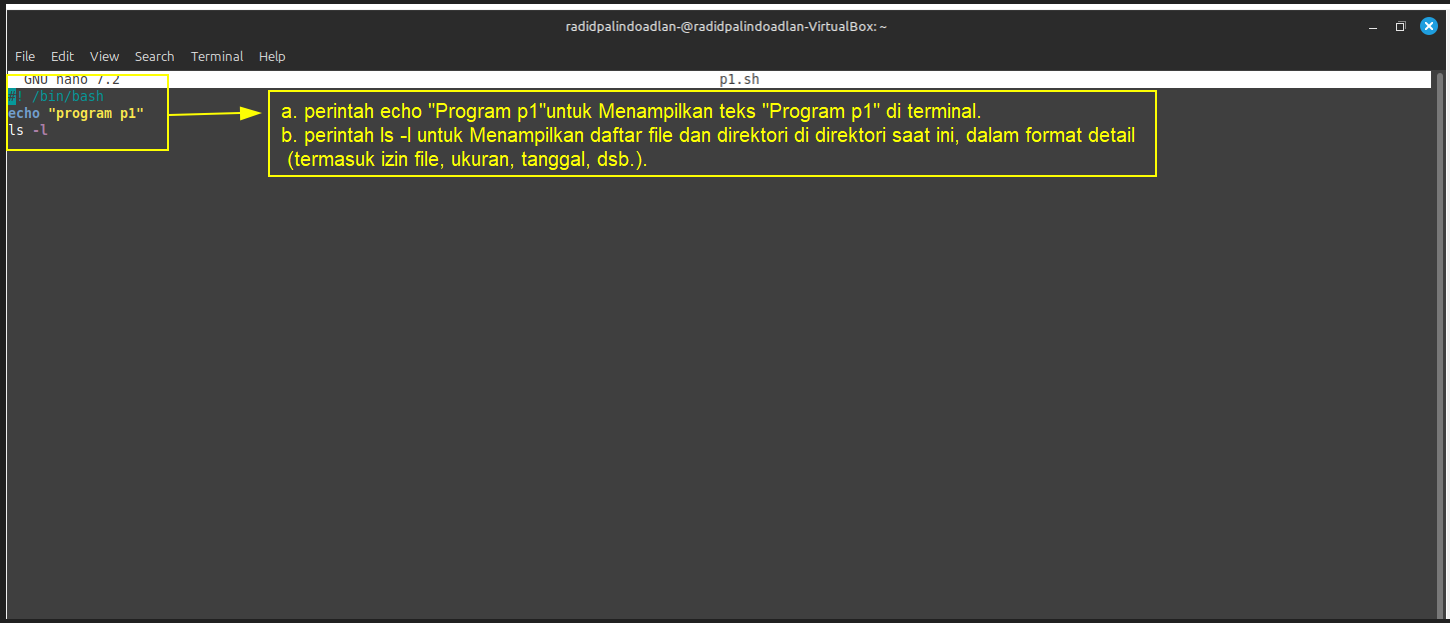 radidpalindoadlan-@radidpalindoadlan-VirtualBox: ~
File Edit View Search Terminal Help
GNU nano 7.2 p1.sh
#! /bin/bash
echo "program p1"
ls -l
a. perintah echo "Program p1"untuk Menampilkan teks "Program p1" di terminal.
b. perintah ls -l untuk Menampilkan daftar file dan direktori di direktori saat ini, dalam format detail
(termasuk izin file, ukuran, tanggal, dsb.).